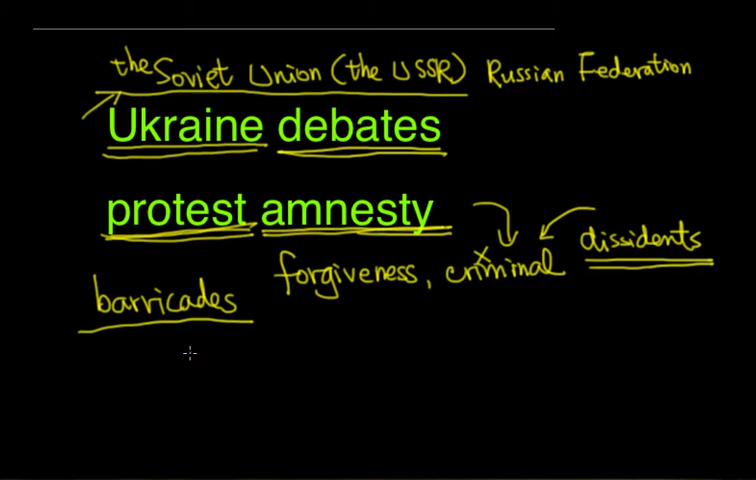 the Soviet Union (the USSR) Russian Federation
Ukraine debates
protest amnesty
dissidents
forgiveness, criminal
barricades